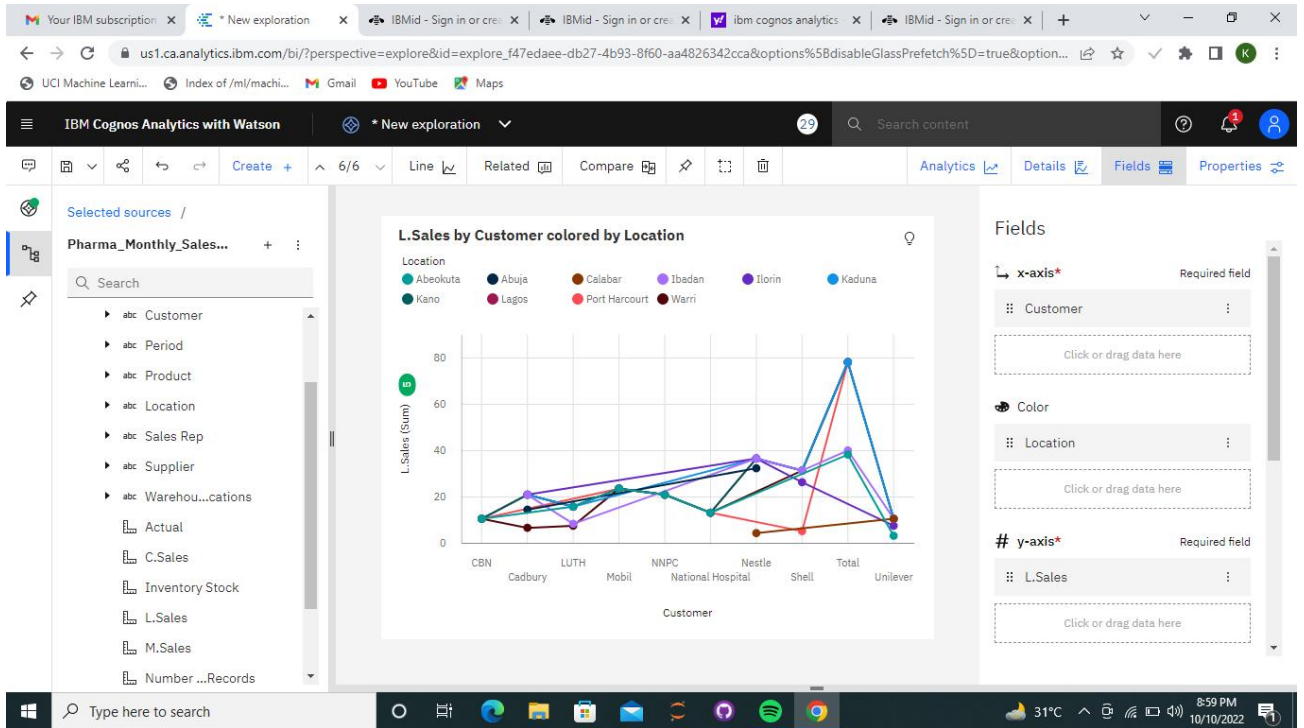 Your IBM subscription
* New exploration
IBMid - Sign in or crea
IBMid - Sign in or crea
ibm cognos analytics -
IBMid - Sign in or cree
us1.ca.analytics.ibm.com/bi/?perspective=explore&id=explore_f47edaee-db27-4b93-8f60-aa4826342cca&options%5BdisableGlassPrefetch%5D=true&option...
K
UCI Machine Learni...
Index of /ml/machi...
Gmail
YouTube
Maps
IBM Cognos Analytics with Watson
* New exploration
29
Search content
1
Create +
6/6
Line
Related
Compare
Analytics
Details
Fields
Properties
Selected sources /
Pharma_Monthly_Sales...
Search
abc Customer
abc Period
abc Product
abc Location
abc Sales Rep
abc Supplier
abc Warehou...cations
Actual
C.Sales
Inventory Stock
L.Sales
M.Sales
Number ...Records
L.Sales by Customer colored by Location
Location
Abeokuta Abuja Calabar Ibadan Ilorin Kaduna
Kano Lagos Port Harcourt Warri
L.Sales (Sum)
5
80
60
40
20
0
CBN LUTH NNPC Nestle Total
Cadbury Mobil National Hospital Shell Unilever
Customer
Fields
x-axis* Required field
Customer
Click or drag data here
Color
Location
Click or drag data here
# y-axis* Required field
L.Sales
Click or drag data here
Type here to search
31°C
8:59 PM
10/10/2022
1